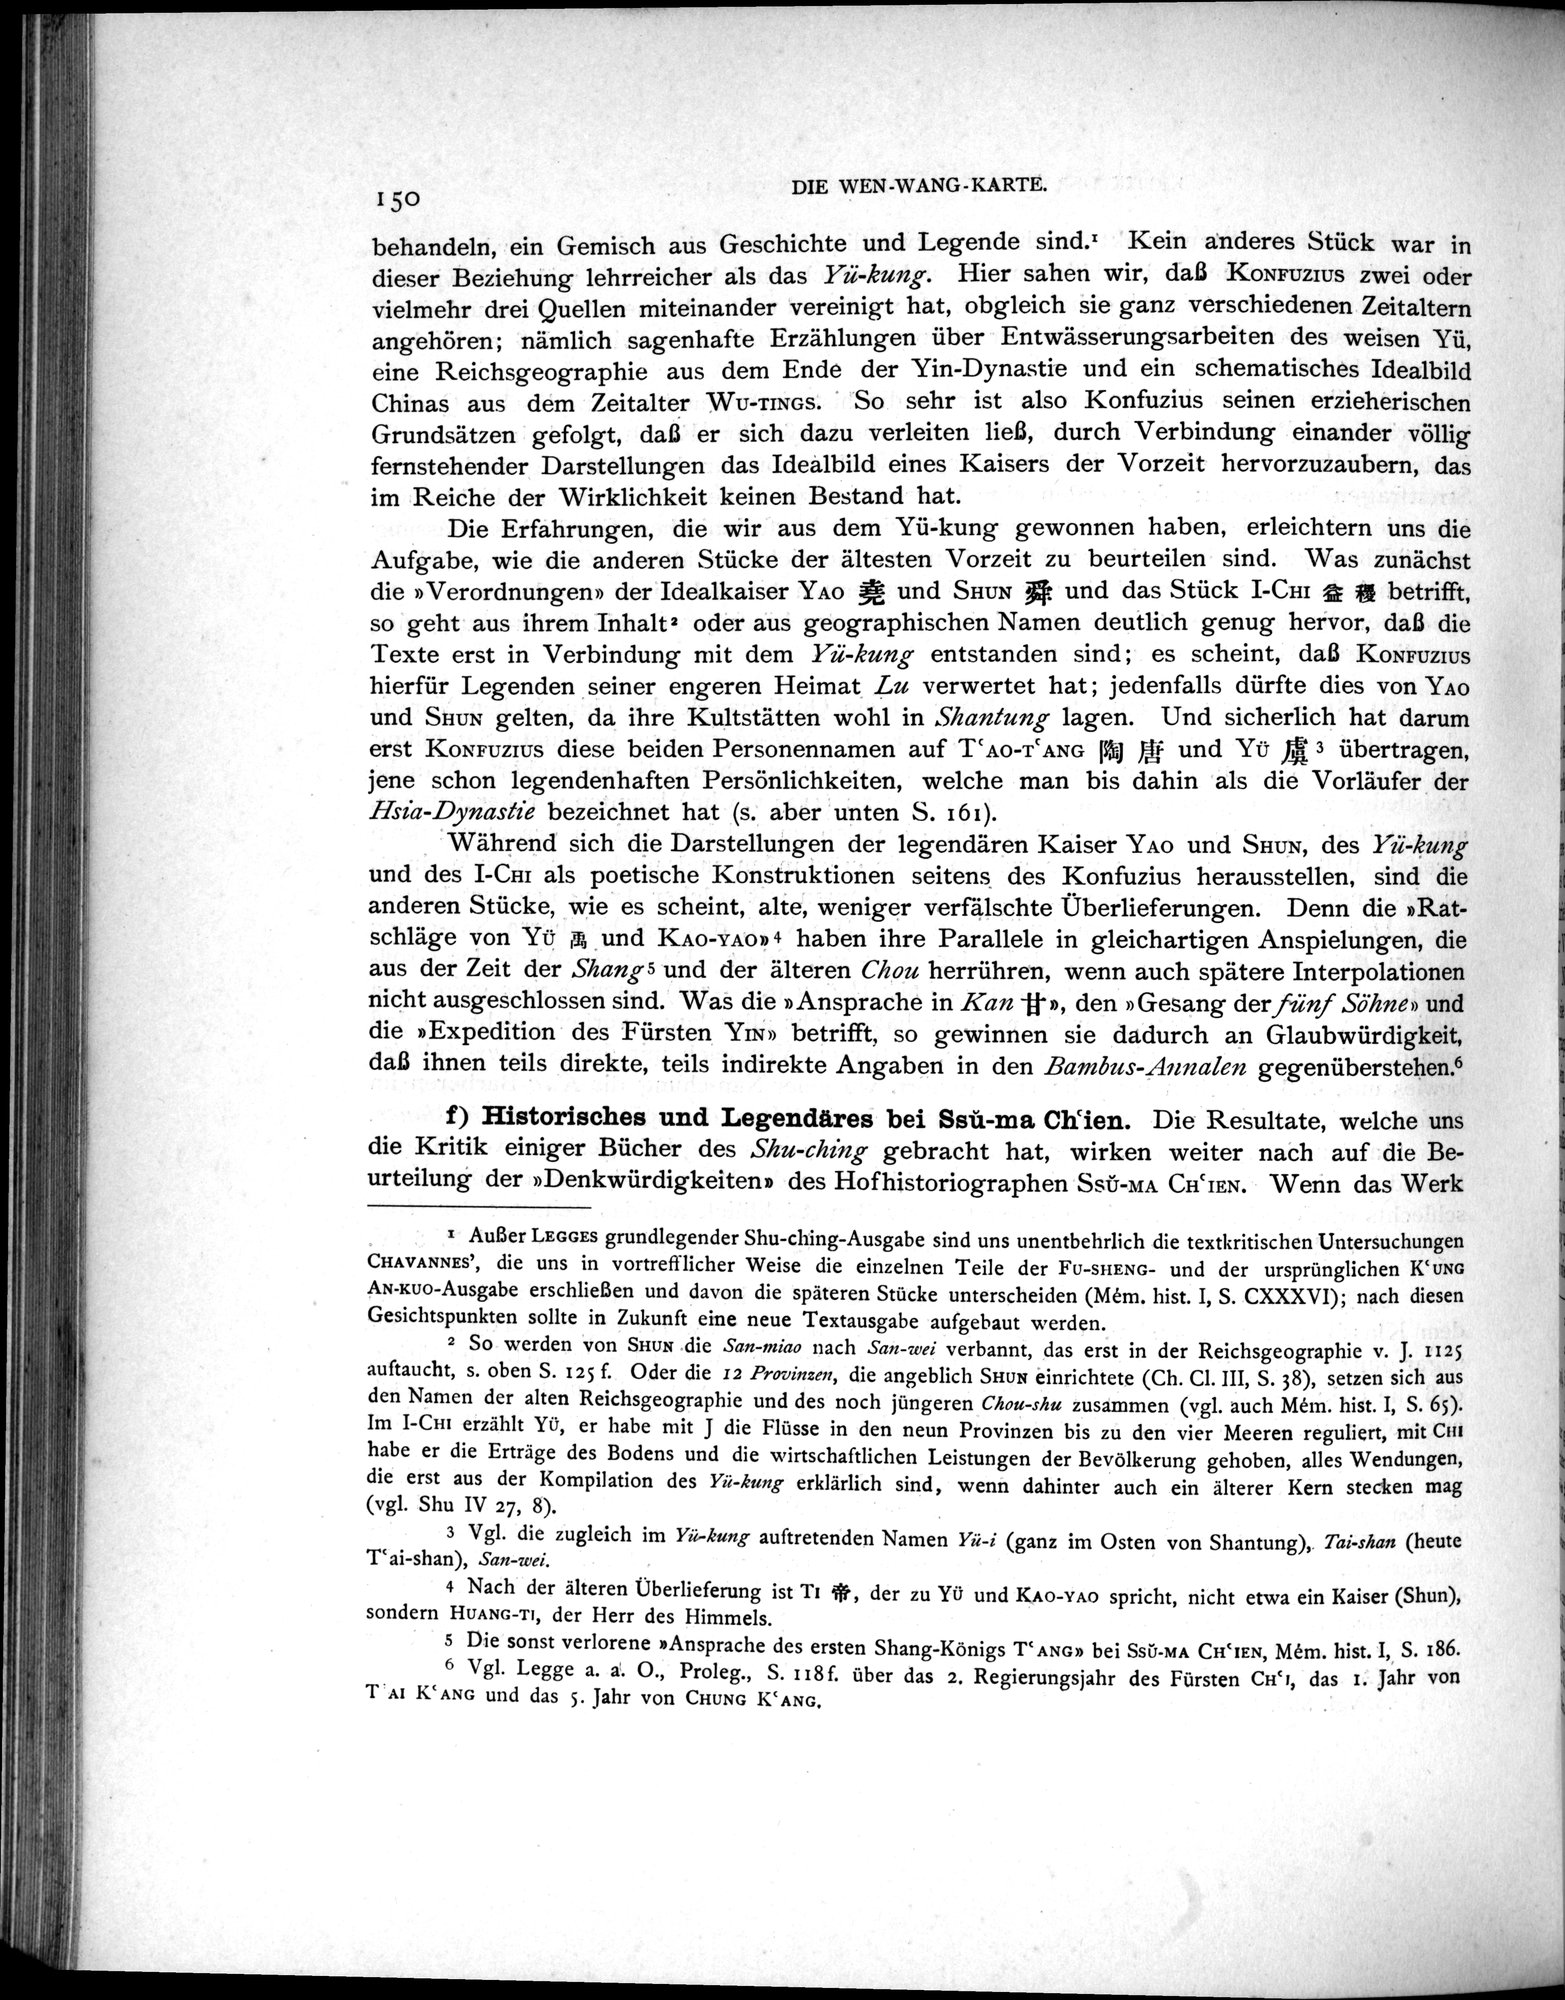 150
DIE WEN-WANG-KARTE.
behandeln, ein Gemisch aus Geschichte und Legende sind.¹ Kein anderes Stück war in
dieser Beziehung lehrreicher als das Yü-kung. Hier sahen wir, daß Konfuzius zwei oder
vielmehr drei Quellen miteinander vereinigt hat, obgleich sie ganz verschiedenen Zeitaltern
angehören; nämlich sagenhafte Erzählungen über Entwässerungsarbeiten des weisen Yü,
eine Reichsgeographie aus dem Ende der Yin-Dynastie und ein schematisches Idealbild
Chinas aus dem Zeitalter Wu-tings. So sehr ist also Konfuzius seinen erzieherischen
Grundsätzen gefolgt, daß er sich dazu verleiten ließ, durch Verbindung einander völlig
fernstehender Darstellungen das Idealbild eines Kaisers der Vorzeit hervorzuzaubern, das
im Reiche der Wirklichkeit keinen Bestand hat.
Die Erfahrungen, die wir aus dem Yü-kung gewonnen haben, erleichtern uns die
Aufgabe, wie die anderen Stücke der ältesten Vorzeit zu beurteilen sind. Was zunächst
die »Verordnungen» der Idealkaiser Yao 堯 und Shun 舜 und das Stück I-Chi 益 稷 betrifft,
so geht aus ihrem Inhalt² oder aus geographischen Namen deutlich genug hervor, daß die
Texte erst in Verbindung mit dem Yü-kung entstanden sind; es scheint, daß Konfuzius
hierfür Legenden seiner engeren Heimat Lu verwertet hat; jedenfalls dürfte dies von Yao
und Shun gelten, da ihre Kultstätten wohl in Shantung lagen. Und sicherlich hat darum
erst Konfuzius diese beiden Personennamen auf Tʿao-tʿang 陶 唐 und Yü 虞³ übertragen,
jene schon legendenhaften Persönlichkeiten, welche man bis dahin als die Vorläufer der
Hsia-Dynastie bezeichnet hat (s. aber unten S. 161).
Während sich die Darstellungen der legendären Kaiser Yao und Shun, des Yü-kung
und des I-Chi als poetische Konstruktionen seitens des Konfuzius herausstellen, sind die
anderen Stücke, wie es scheint, alte, weniger verfälschte Überlieferungen. Denn die »Rat-
schläge von Yü 禹 und Kao-yao»⁴ haben ihre Parallele in gleichartigen Anspielungen, die
aus der Zeit der Shang⁵ und der älteren Chou herrühren, wenn auch spätere Interpolationen
nicht ausgeschlossen sind. Was die »Ansprache in Kan 甘», den »Gesang der fünf Söhne» und
die »Expedition des Fürsten Yin» betrifft, so gewinnen sie dadurch an Glaubwürdigkeit,
daß ihnen teils direkte, teils indirekte Angaben in den Bambus-Annalen gegenüberstehen.⁶
f) Historisches und Legendäres bei Ssŭ-ma Chʿien. Die Resultate, welche uns
die Kritik einiger Bücher des Shu-ching gebracht hat, wirken weiter nach auf die Be-
urteilung der »Denkwürdigkeiten» des Hofhistoriographen Ssŭ-ma Chʿien. Wenn das Werk
¹ Außer Legges grundlegender Shu-ching-Ausgabe sind uns unentbehrlich die textkritischen Untersuchungen
Chavannes’, die uns in vortrefflicher Weise die einzelnen Teile der Fu-sheng- und der ursprünglichen Kʿung
An-kuo-Ausgabe erschließen und davon die späteren Stücke unterscheiden (Mém. hist. I, S. CXXXVI); nach diesen
Gesichtspunkten sollte in Zukunft eine neue Textausgabe aufgebaut werden.
² So werden von Shun die San-miao nach San-wei verbannt, das erst in der Reichsgeographie v. J. 1125
auftaucht, s. oben S. 125 f. Oder die 12 Provinzen, die angeblich Shun einrichtete (Ch. Cl. III, S. 38), setzen sich aus
den Namen der alten Reichsgeographie und des noch jüngeren Chou-shu zusammen (vgl. auch Mém. hist. I, S. 65).
Im I-Chi erzählt Yü, er habe mit J die Flüsse in den neun Provinzen bis zu den vier Meeren reguliert, mit Chi
habe er die Erträge des Bodens und die wirtschaftlichen Leistungen der Bevölkerung gehoben, alles Wendungen,
die erst aus der Kompilation des Yü-kung erklärlich sind, wenn dahinter auch ein älterer Kern stecken mag
(vgl. Shu IV 27, 8).
³ Vgl. die zugleich im Yü-kung auftretenden Namen Yü-i (ganz im Osten von Shantung), Tai-shan (heute
Tʿai-shan), San-wei.
⁴ Nach der älteren Überlieferung ist Ti 帝, der zu Yü und Kao-yao spricht, nicht etwa ein Kaiser (Shun),
sondern Huang-ti, der Herr des Himmels.
⁵ Die sonst verlorene »Ansprache des ersten Shang-Königs Tʿang» bei Ssŭ-ma Chʿien, Mém. hist. I, S. 186.
⁶ Vgl. Legge a. a. O., Proleg., S. 118 f. über das 2. Regierungsjahr des Fürsten Chʿi, das 1. Jahr von
Tʿai Kʿang und das 5. Jahr von Chung Kʿang.